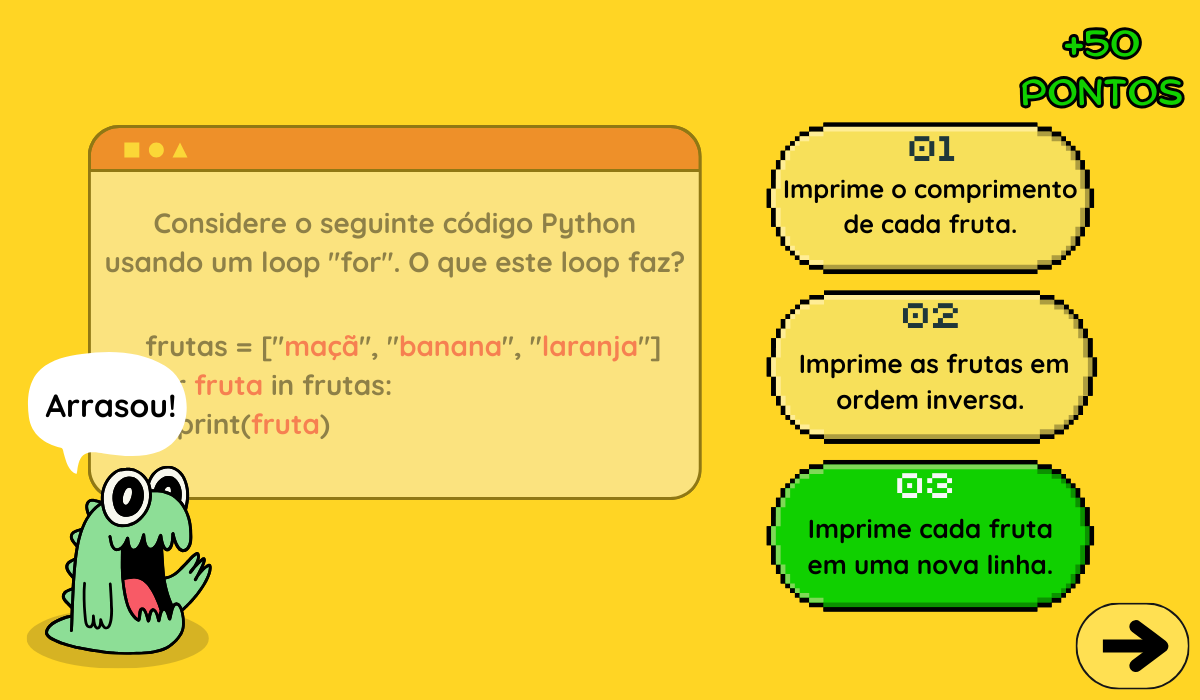 +50
PONTOS
Considere o seguinte código Python
usando um loop "for". O que este loop faz?
frutas = ["maçã", "banana", "laranja"]
fruta in frutas:
print(fruta)
Arrasou!
01
Imprime o comprimento
de cada fruta.
02
Imprime as frutas em
ordem inversa.
03
Imprime cada fruta
em uma nova linha.